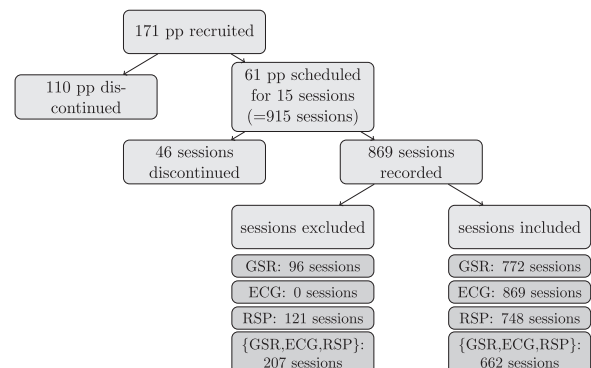 171 pp recruited
110 pp dis-
continued
61 pp scheduled
for 15 sessions
(=915 sessions)
46 sessions
discontinued
869 sessions
recorded
sessions excluded
GSR: 96 sessions
ECG: 0 sessions
RSP: 121 sessions
{GSR,ECG,RSP}:
207 sessions
sessions included
GSR: 772 sessions
ECG: 869 sessions
RSP: 748 sessions
{GSR,ECG,RSP}:
662 sessions